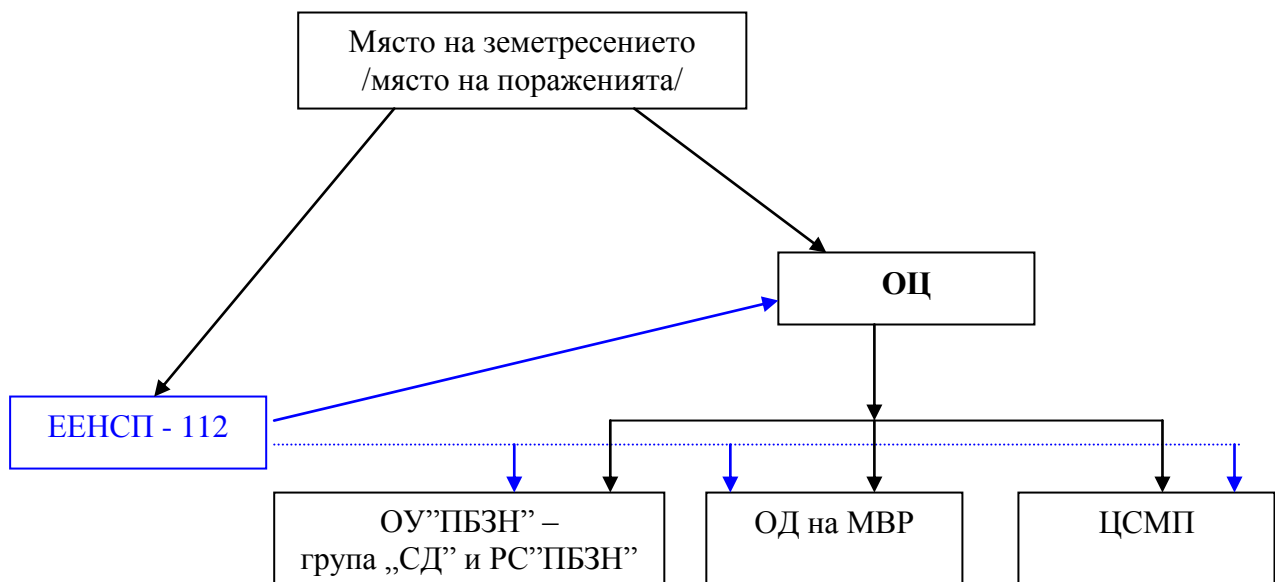 Място на земетресението
/място на пораженията/
ОЦ
ЕЕНСП - 112
ОУ”ПБЗН” –
група „СД” и РС”ПБЗН”
ОД на МВР
ЦСМП